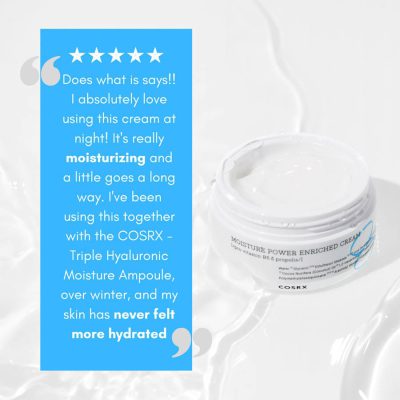 ★★★★★
Does what is says!!
I absolutely love
using this cream at
night! It's really
moisturizing and
a little goes a long
way. I've been
using this together
with the COSRX -
Triple Hyaluronic
Moisture Ampoule,
over winter, and my
skin has never felt
more hydrated
MOISTURE POWER ENRICHED CREAM
COSRX